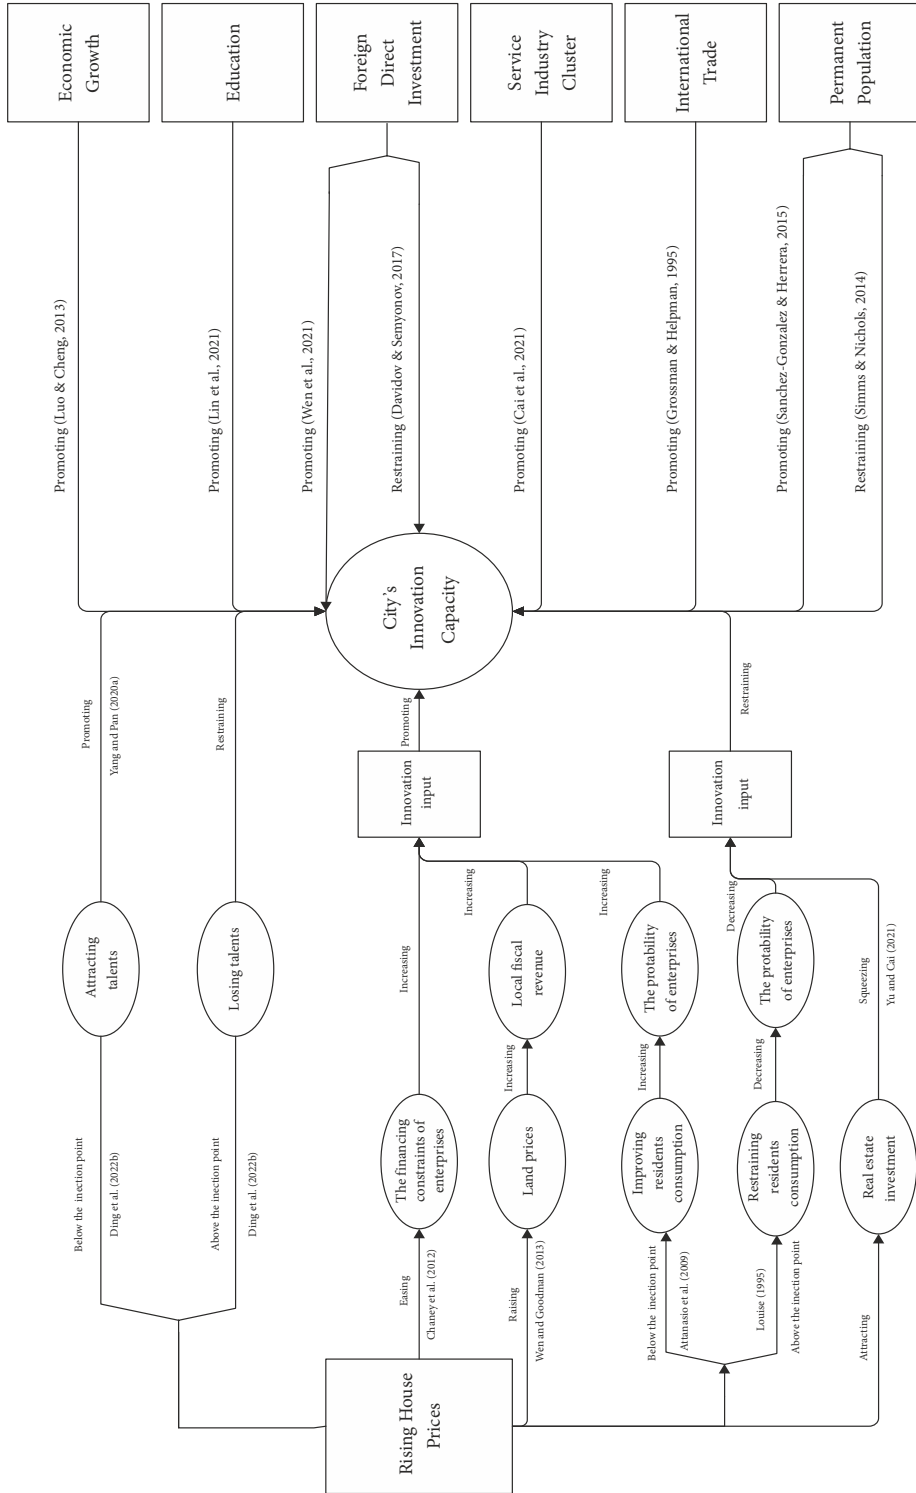 Rising House
Prices
Below the inection point
Ding et al. (2022b)
Attracting
talents
Promoting
Yang and Pan (2020a)
Above the inection point
Ding et al. (2022b)
Losing talents
Restraining
Easing
Chaney et al. (2012)
The financing
constraints of
enterprises
Increasing
Innovation
input
Promoting
Raising
Wen and Goodman (2013)
Land prices
Increasing
Local fiscal
revenue
Increasing
Below the inection point
Attanasio et al. (2009)
Improving
residents
consumption
Increasing
The protability
of enterprises
Increasing
Louise (1995)
Above the inection point
Restraining
residents
consumption
Decreasing
The protability
of enterprises
Decreasing
Innovation
input
Restraining
Attracting
Real estate
investment
Squeezing
Yu and Cai (2021)
City’s
Innovation
Capacity
Promoting (Luo & Cheng, 2013)
Economic
Growth
Promoting (Lin et al., 2021)
Education
Promoting (Wen et al., 2021)
Restraining (Davidov & Semyonov, 2017)
Foreign
Direct
Investment
Promoting (Cai et al., 2021)
Service
Industry
Cluster
Promoting (Grossman & Helpman, 1995)
International
Trade
Promoting (Sanchez-Gonzalez & Herrera, 2015)
Restraining (Simms & Nichols, 2014)
Permanent
Population